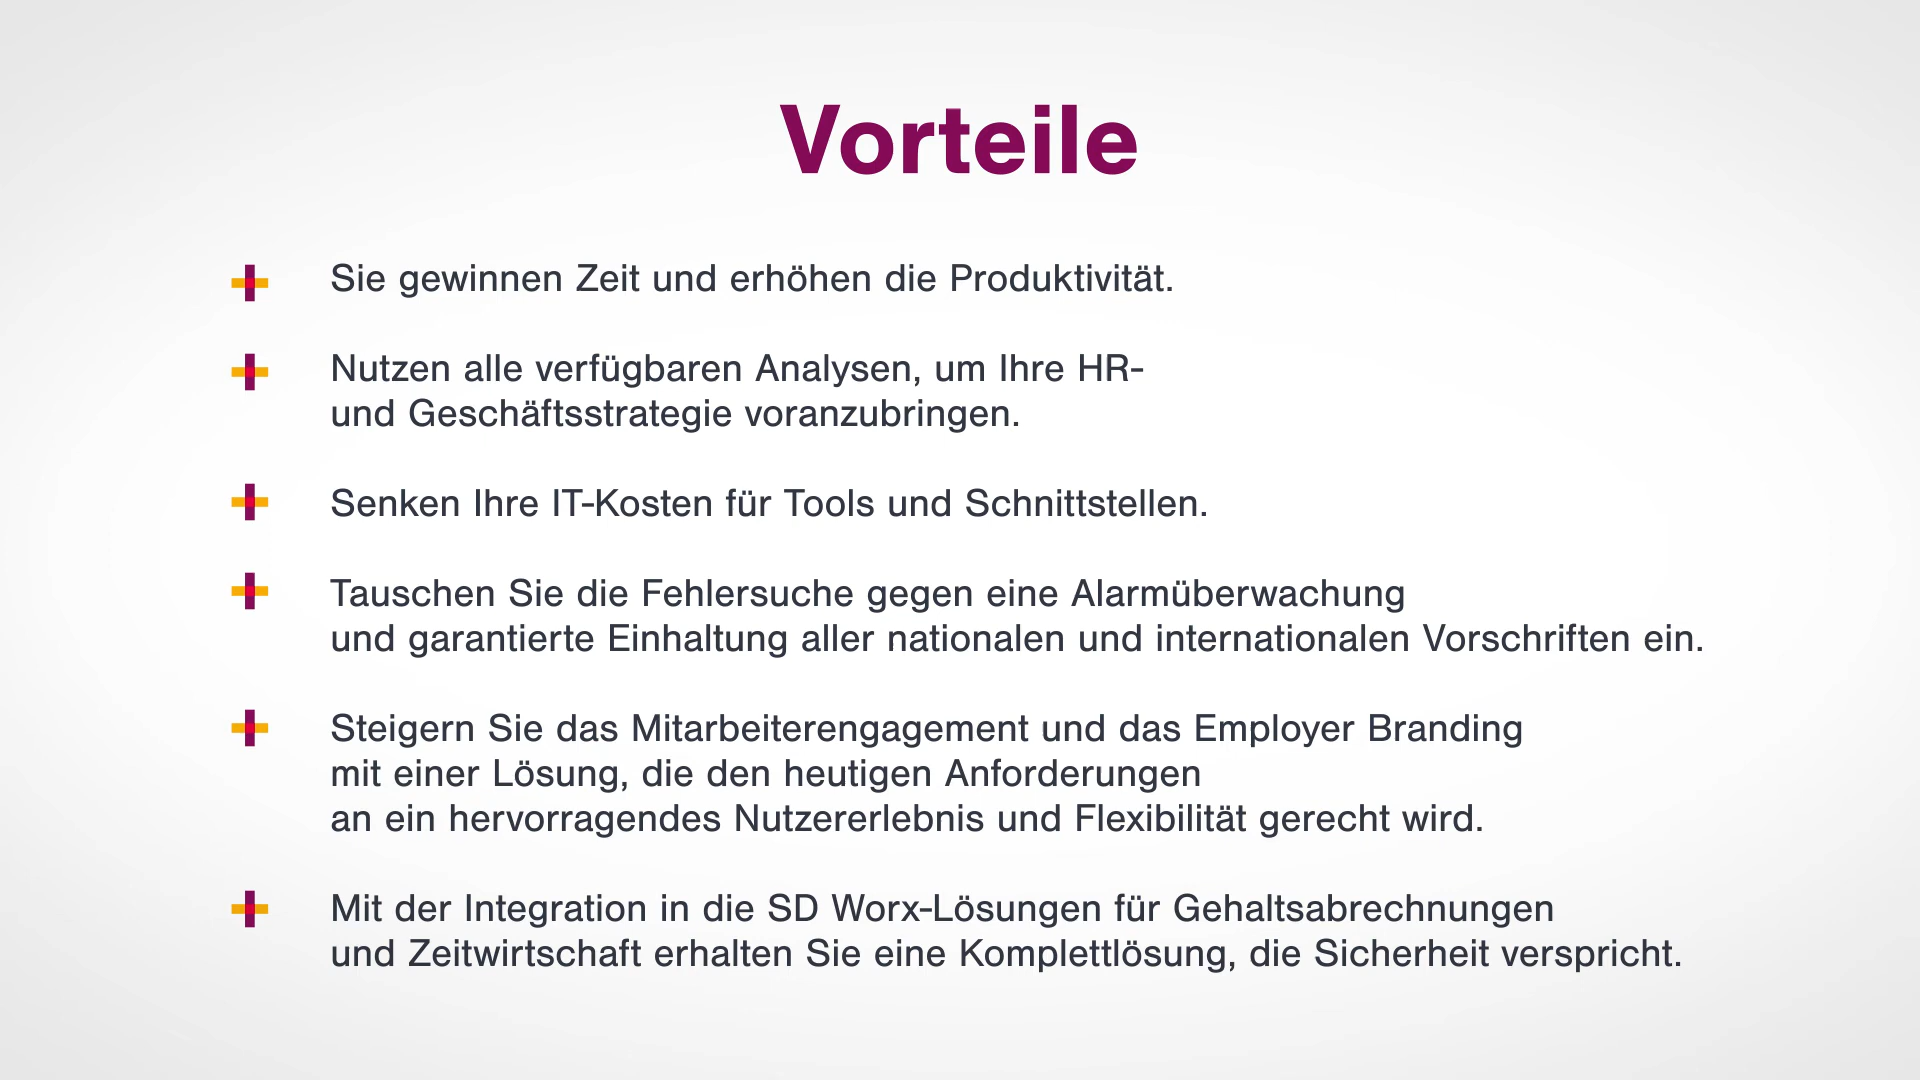 Vorteile
Sie gewinnen Zeit und erhöhen die Produktivität.
Nutzen alle verfügbaren Analysen, um Ihre HR-
und Geschäftsstrategie voranzubringen.
Senken Ihre IT-Kosten für Tools und Schnittstellen.
Tauschen Sie die Fehlersuche gegen eine Alarmüberwachung
und garantierte Einhaltung aller nationalen und internationalen Vorschriften ein.
Steigern Sie das Mitarbeiterengagement und das Employer Branding
mit einer Lösung, die den heutigen Anforderungen
an ein hervorragendes Nutzererlebnis und Flexibilität gerecht wird.
Mit der Integration in die SD Worx-Lösungen für Gehaltsabrechnungen
und Zeitwirtschaft erhalten Sie eine Komplettlösung, die Sicherheit verspricht.